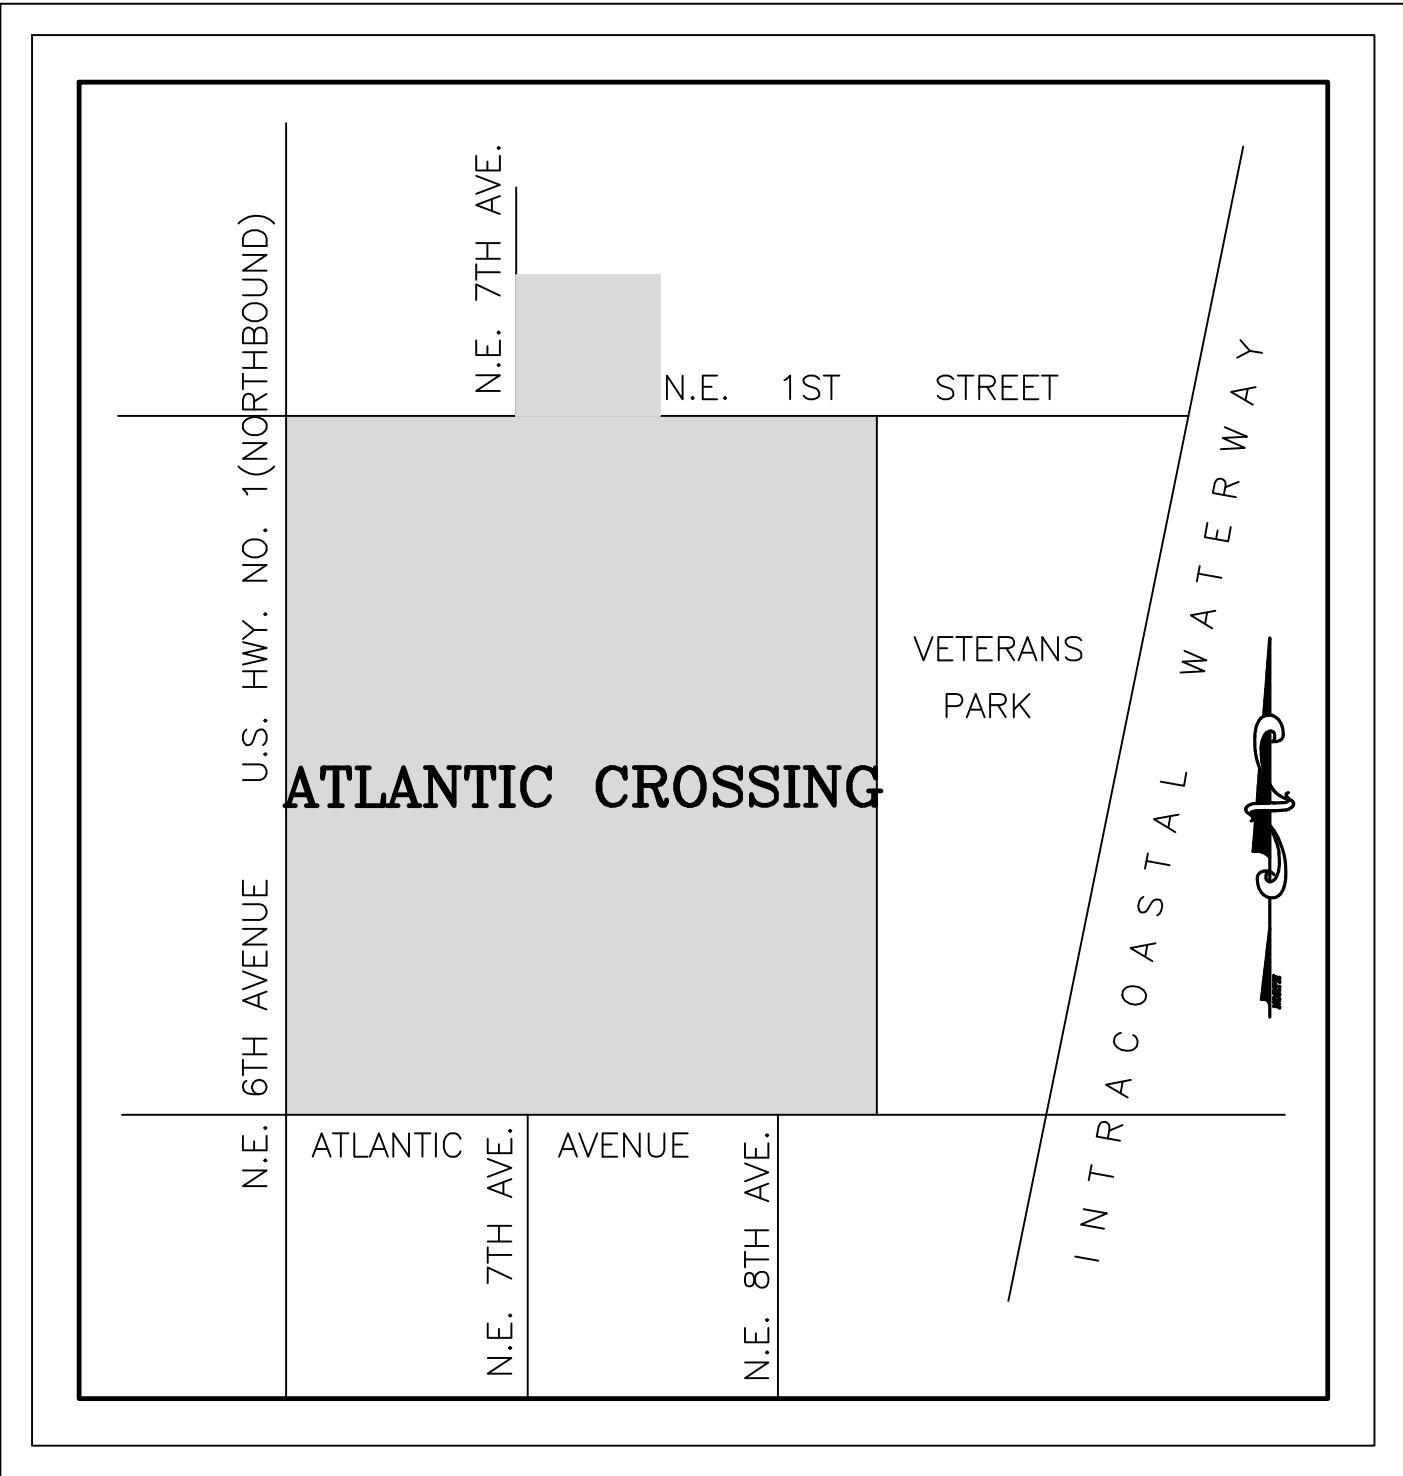 N.E. 7TH AVE.
N.E. 1ST STREET
N.E. 6TH AVENUE U.S. HWY. NO. 1(NORTHBOUND)
VETERANS
PARK
ATLANTIC CROSSING
INTRACOASTAL WATERWAY
NORTH
ATLANTIC AVENUE
N.E. 7TH AVE.
N.E. 8TH AVE.